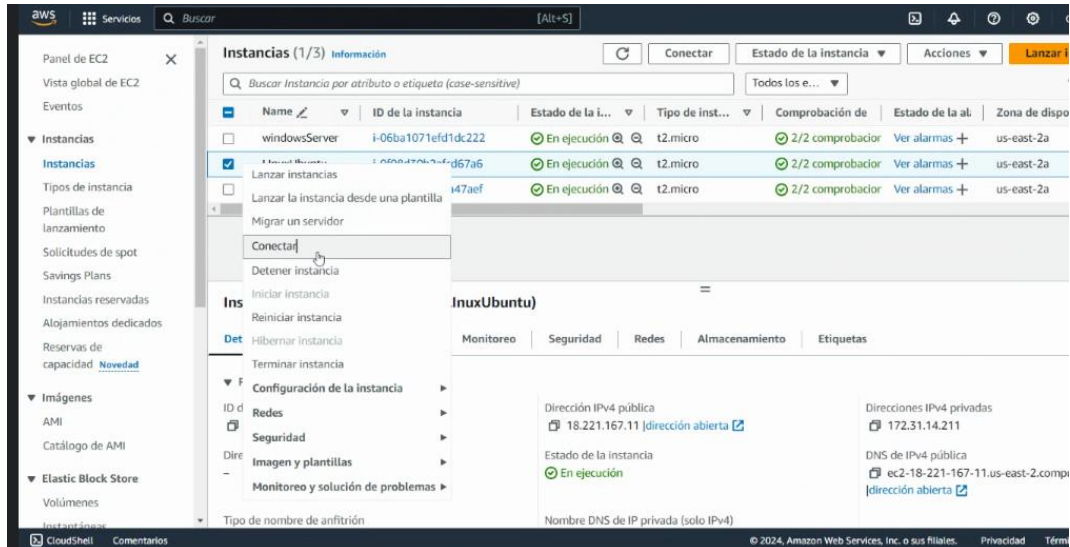 aws Servicios Buscar [Alt+S]
Panel de EC2
Vista global de EC2
Eventos
Instancias
Instancias
Tipos de instancia
Plantillas de
lanzamiento
Solicitudes de spot
Savings Plans
Instancias reservadas
Alojamientos dedicados
Reservas de
capacidad Novedad
Imágenes
AMI
Catálogo de AMI
Elastic Block Store
Volúmenes
Instantáneas
Instancias (1/3) Información Conectar Estado de la instancia Acciones Lanzar i
Buscar Instancia por atributo o etiqueta (case-sensitive) Todos los e...
Name ID de la instancia Estado de la i... Tipo de inst... Comprobación de Estado de la al Zona de dispo
windowsServer i-06ba1071efd1dc222 En ejecución t2.micro 2/2 comprobacior Ver alarmas + us-east-2a
En ejecución t2.micro 2/2 comprobacior Ver alarmas + us-east-2a
a47aef En ejecución t2.micro 2/2 comprobacior Ver alarmas + us-east-2a
Lanzar instancias
Lanzar la instancia desde una plantilla
Migrar un servidor
Conectar
Detener instancia
Iniciar instancia
Reiniciar instancia
Hibernar instancia
Terminar instancia
Configuración de la instancia
Redes
Seguridad
Imagen y plantillas
Monitoreo y solución de problemas
Ins inuxUbuntu)
Det Monitoreo Seguridad Redes Almacenamiento Etiquetas
ID d Dirección IPv4 pública Direcciones IPv4 privadas
18.221.167.11 |dirección abierta 172.31.14.211
Dire Estado de la instancia DNS de IPv4 pública
– En ejecución ec2-18-221-167-11.us-east-2.compu
|dirección abierta
Tipo de nombre de anfitrión Nombre DNS de IP privada (solo IPv4)
CloudShell Comentarios © 2024, Amazon Web Services, Inc. o sus filiales. Privacidad Térmi